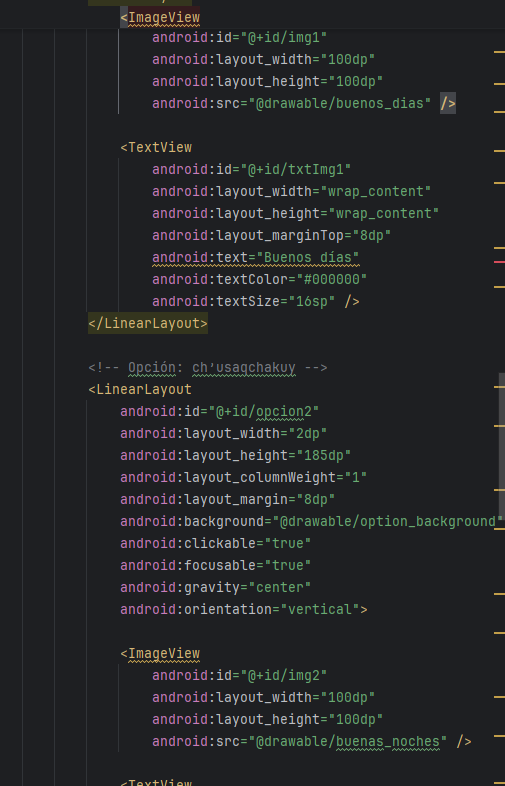 <ImageView
android:id="@+id/img1"
android:layout_width="100dp"
android:layout_height="100dp"
android:src="@drawable/buenos_dias" />
<TextView
android:id="@+id/txtImg1"
android:layout_width="wrap_content"
android:layout_height="wrap_content"
android:layout_marginTop="8dp"
android:text="Buenos días"
android:textColor="#000000"
android:textSize="16sp" />
</LinearLayout>
<!-- Opción: ch'usaqchakuy -->
<LinearLayout
android:id="@+id/opcion2"
android:layout_width="2dp"
android:layout_height="185dp"
android:layout_columnWeight="1"
android:layout_margin="8dp"
android:background="@drawable/option_background"
android:clickable="true"
android:focusable="true"
android:gravity="center"
android:orientation="vertical">
<ImageView
android:id="@+id/img2"
android:layout_width="100dp"
android:layout_height="100dp"
android:src="@drawable/buenas_noches" />
<TextView